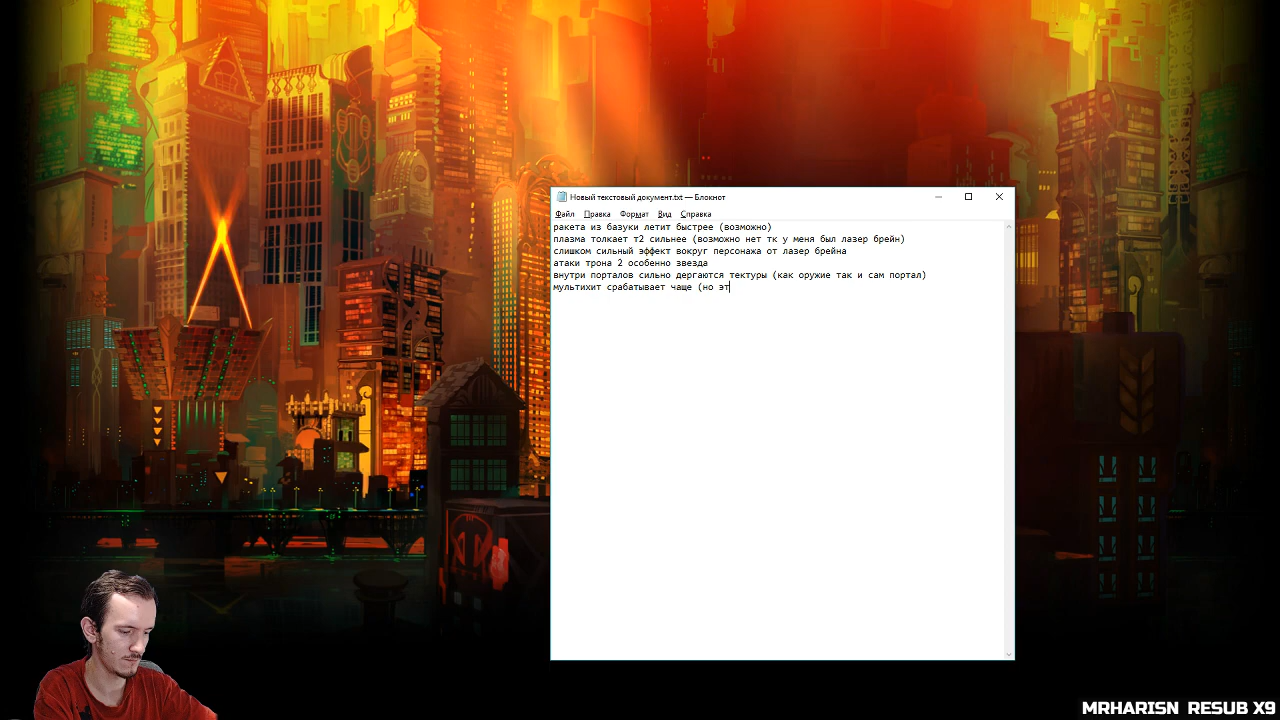 Новый текстовый документ.txt — Блокнот
Файл Правка Формат Вид Справка
ракета из базуки летит быстрее (возможно)
плазма толкает т2 сильнее (возможно нет тк у меня был лазер брейн)
слишком сильный эффект вокруг персонажа от лазер брейна
атаки трона 2 особенно звезда
внутри порталов сильно дергаются тектуры (как оружие так и сам портал)
мультихит срабатывает чаще (но эт
MRHARISN RESUB X9